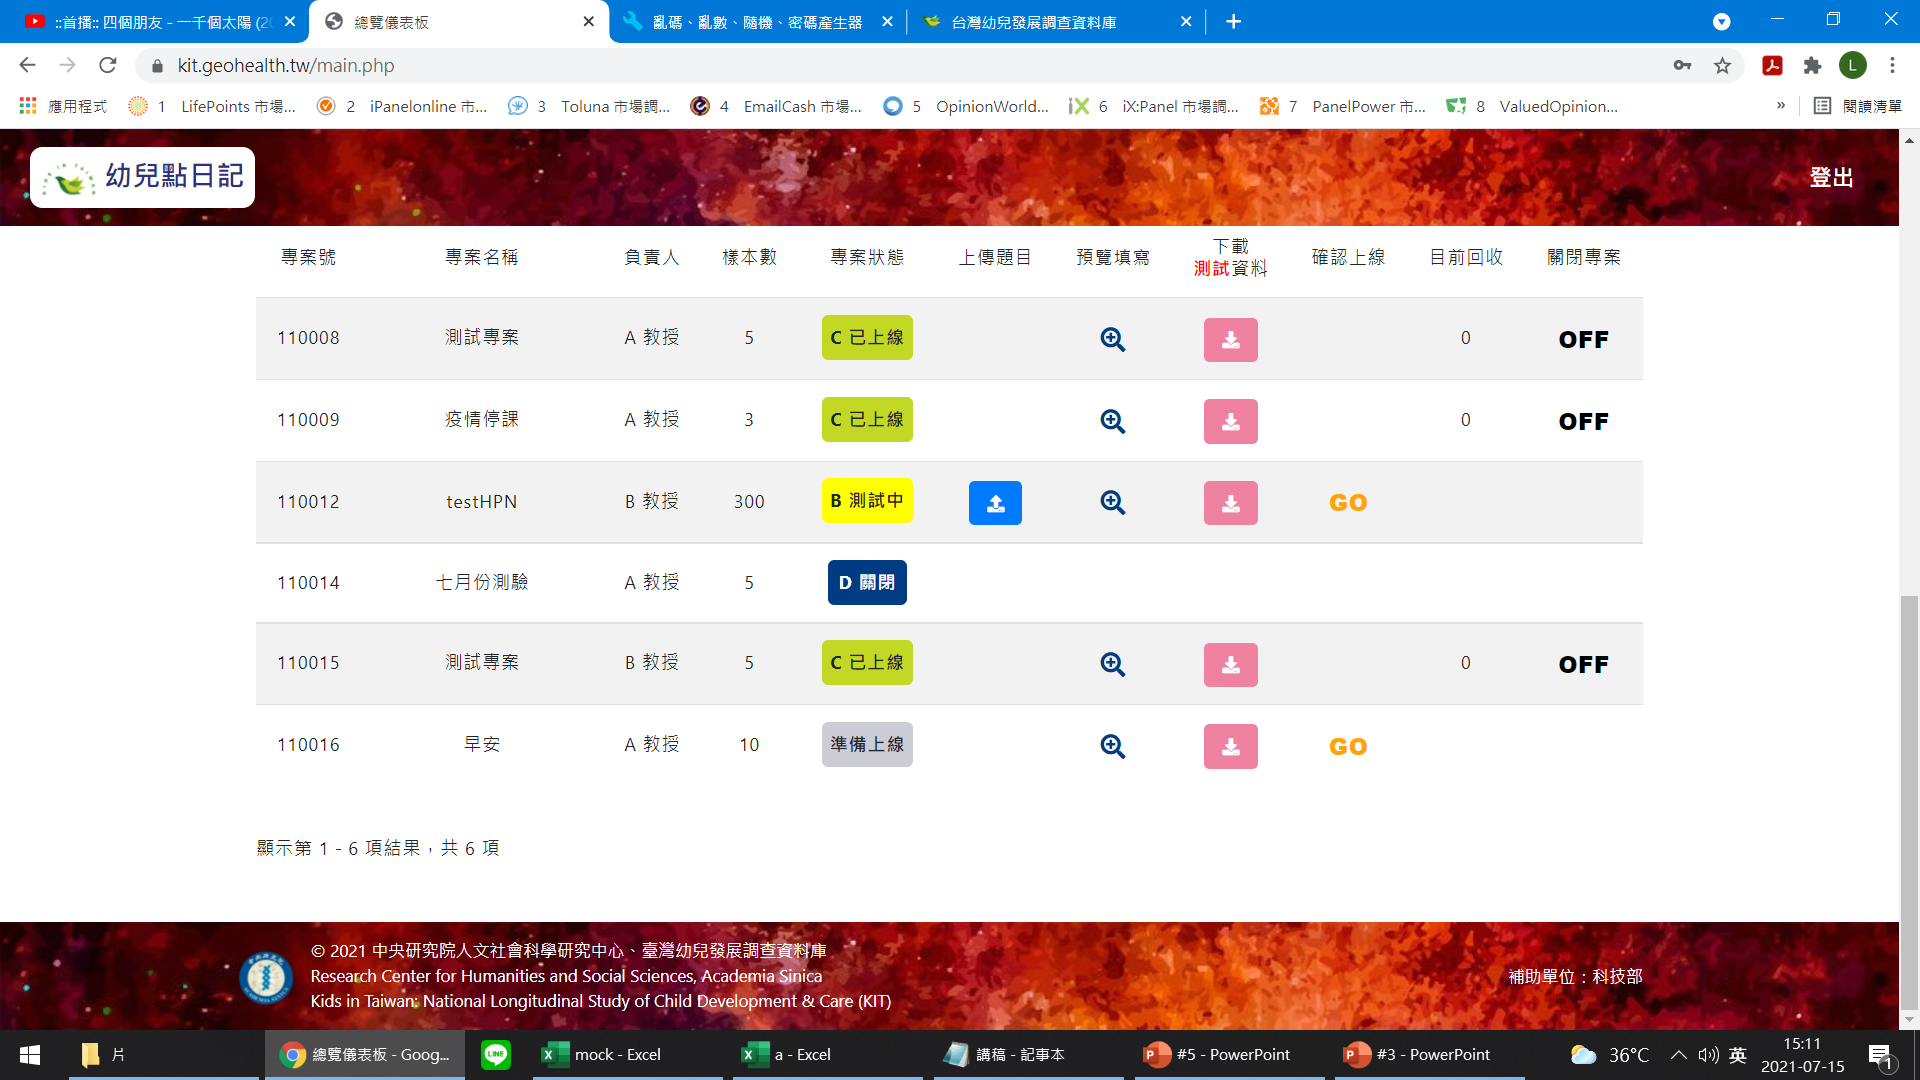 ::首播:: 四個朋友 - 一千個太陽 (20
總覽儀表板
亂碼、亂數、隨機、密碼產生器
台灣幼兒發展調查資料庫
kit.geohealth.tw/main.php
L
應用程式
1 LifePoints 市場...
2 iPanelonline 市...
3 Toluna 市場調...
4 EmailCash 市場...
5 OpinionWorld...
6 iX:Panel 市場調...
7 PanelPower 市...
8 ValuedOpinion...
»
閱讀清單
幼兒點日記
登出
專案號 專案名稱 負責人 樣本數 專案狀態 上傳題目 預覽填寫 下載 測試資料 確認上線 目前回收 關閉專案
110008 測試專案 A 教授 5 C 已上線 0 OFF
110009 疫情停課 A 教授 3 C 已上線 0 OFF
110012 testHPN B 教授 300 B 測試中 GO
110014 七月份測驗 A 教授 5 D 關閉
110015 測試專案 B 教授 5 C 已上線 0 OFF
110016 早安 A 教授 10 準備上線 GO
顯示第 1 - 6 項結果，共 6 項
© 2021 中央研究院人文社會科學研究中心、臺灣幼兒發展調查資料庫
Research Center for Humanities and Social Sciences, Academia Sinica
Kids in Taiwan: National Longitudinal Study of Child Development & Care (KIT)
補助單位：科技部
片
總覽儀表板 - Goog...
LINE
mock - Excel
a - Excel
講稿 - 記事本
#5 - PowerPoint
#3 - PowerPoint
36°C
英
15:11
2021-07-15
1